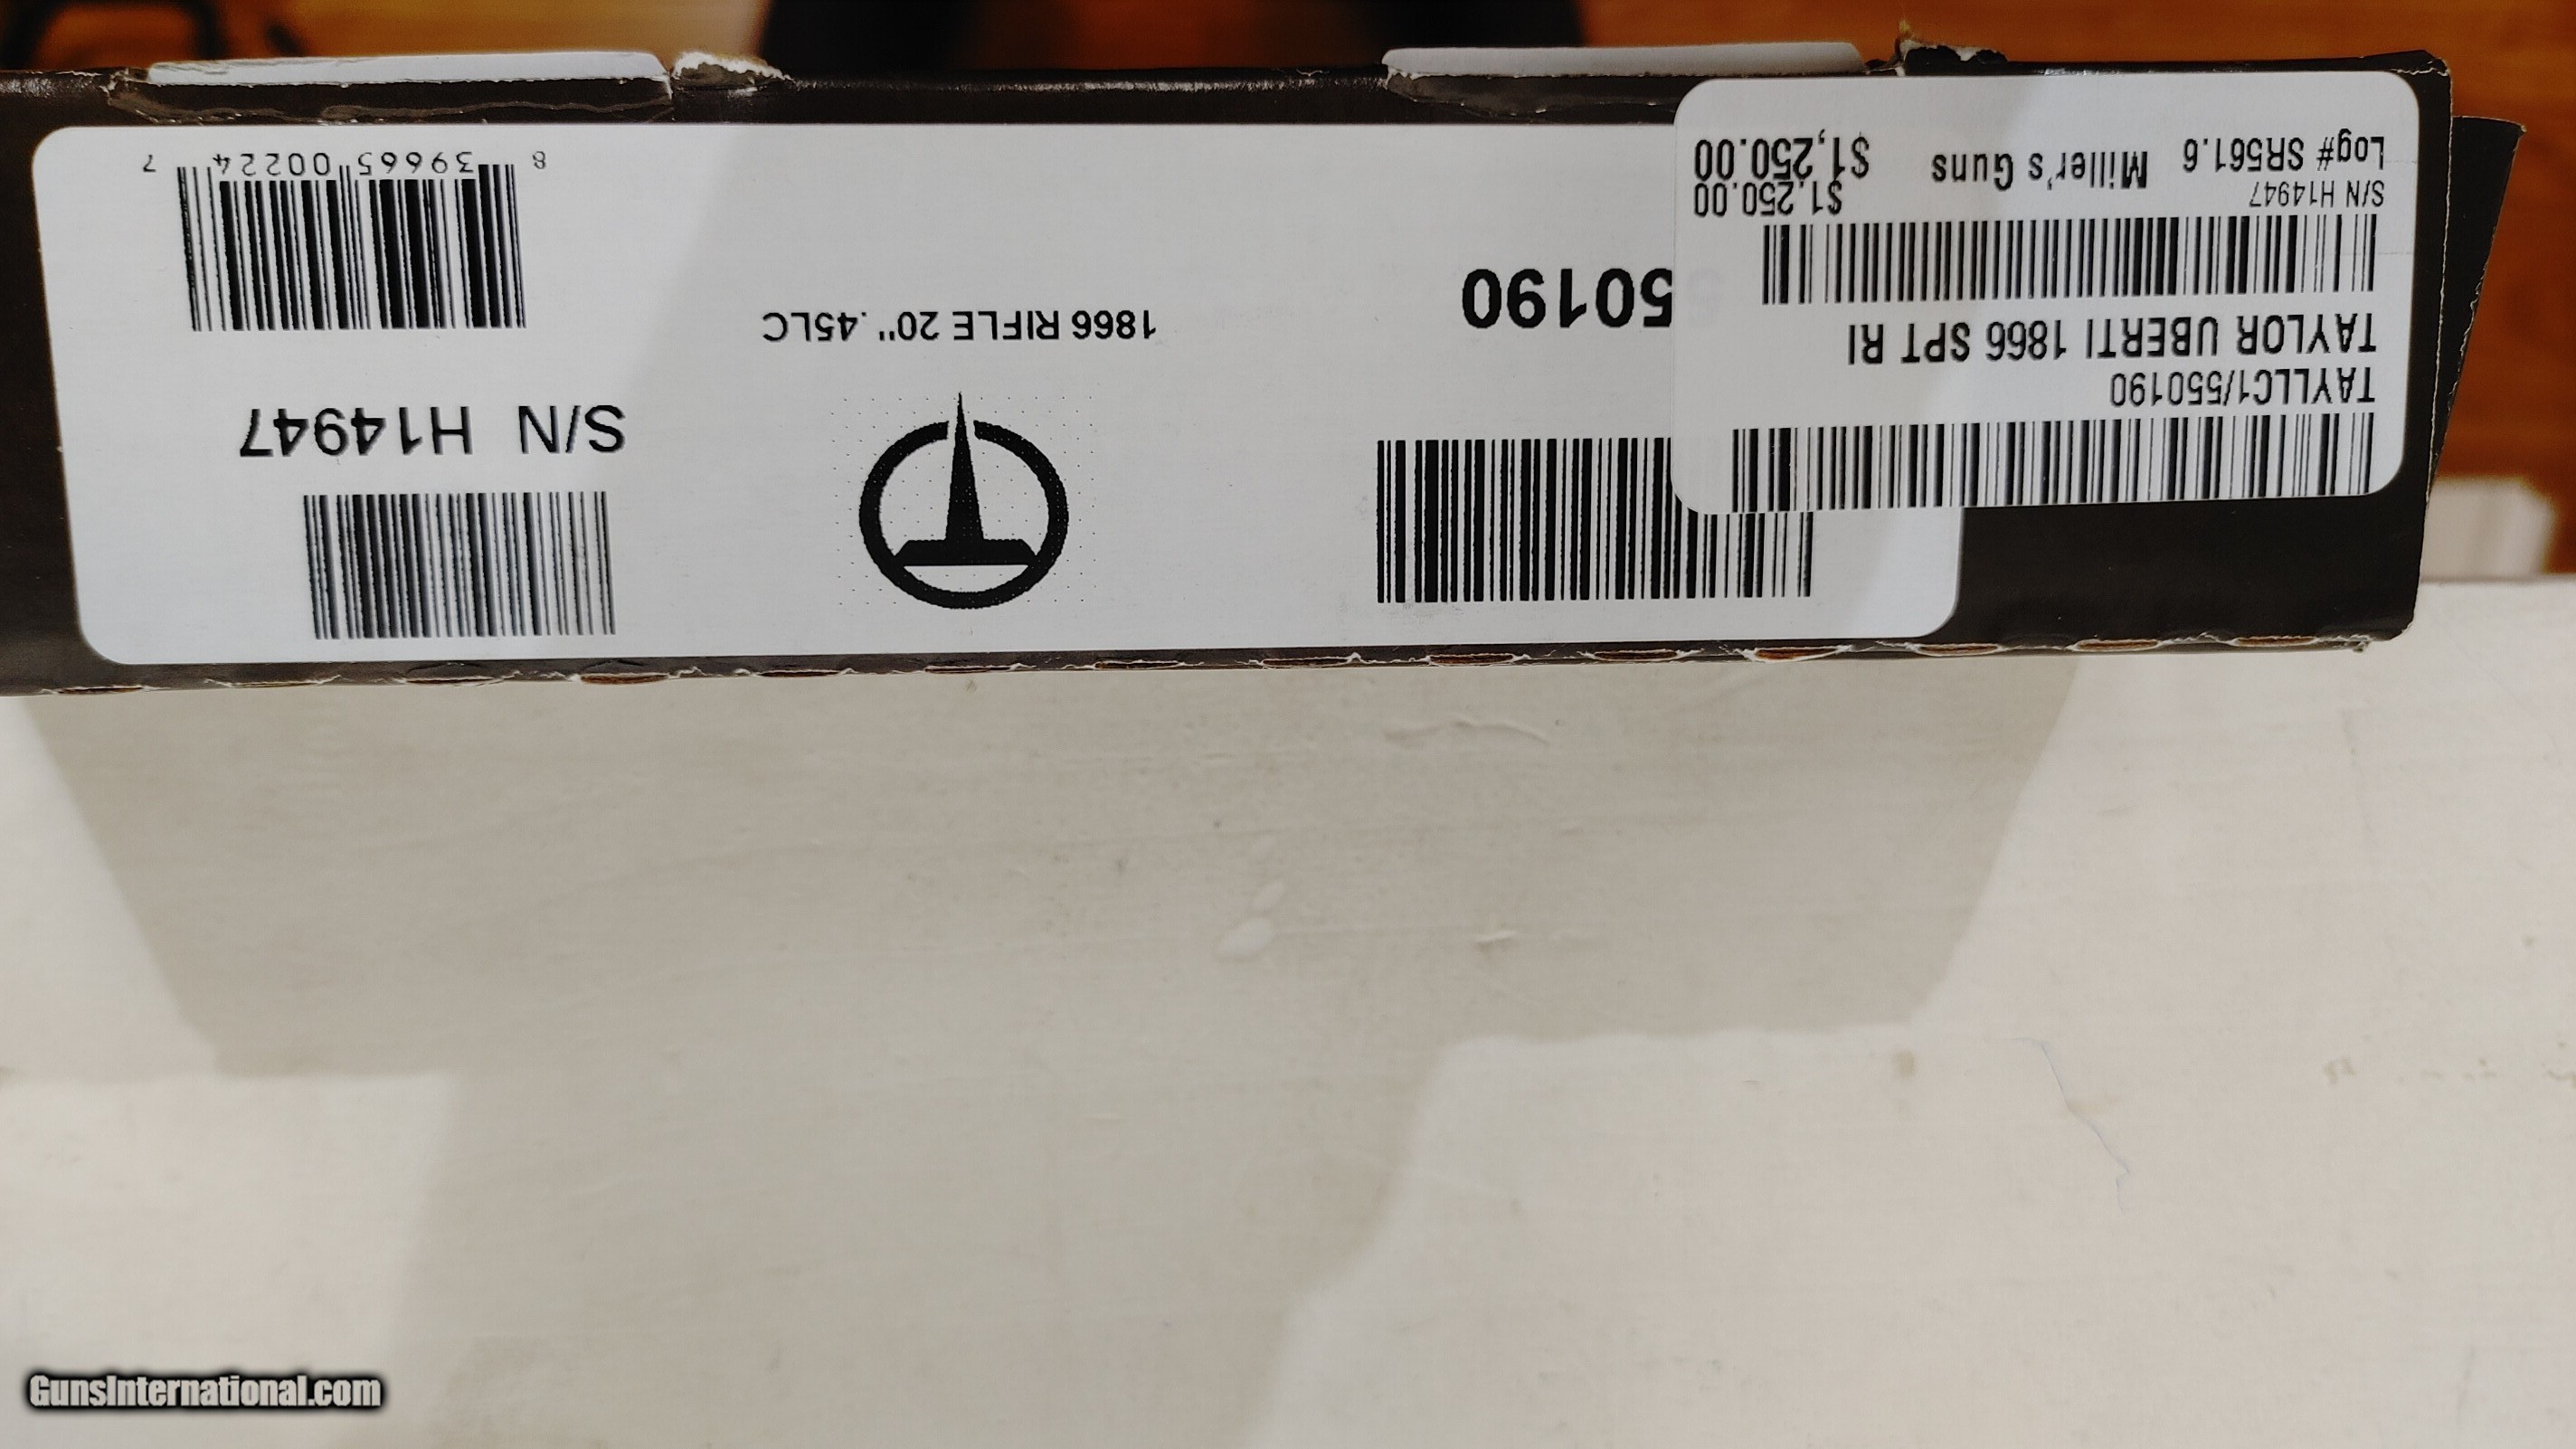 TAYLLC1/550190
TAYLOR UBERTI 1866 SPT RI
S/N H14947
$1,250.00
Log# SR561.6 Miller's Guns $1,250.00
50190
1866 RIFLE 20" .45LC
S/N H14947
8 39665 00224 7
GunsInternational.com